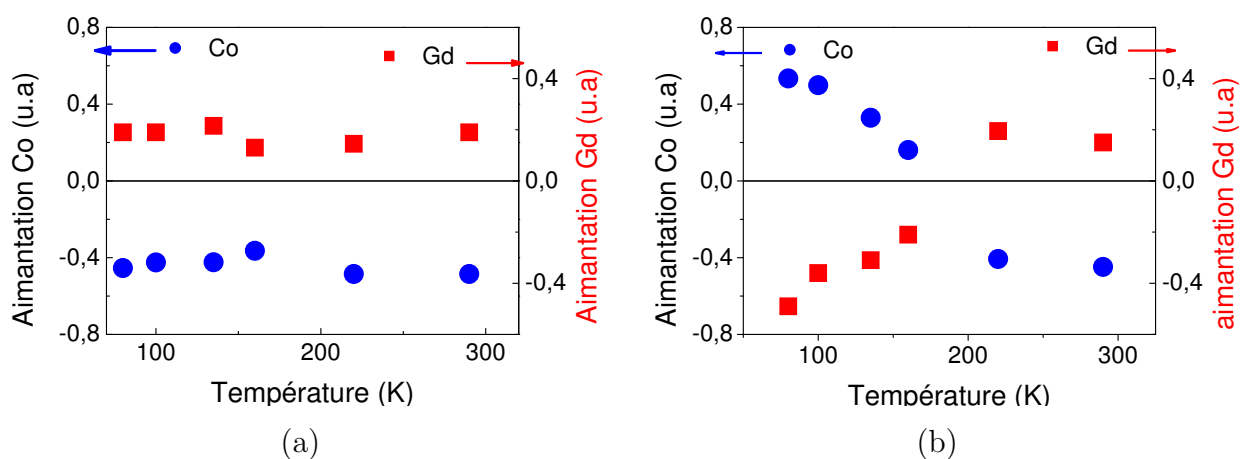 Aimantation Co (u.a)
0,8
0,4
0,0
-0,4
-0,8
Co
Gd
0,4
0,0
-0,4
Aimantation Gd (u.a)
100
200
300
Température (K)
(a)
Aimantation Co (u.a)
0,8
0,4
0,0
-0,4
-0,8
Co
Gd
0,4
0,0
-0,4
aimantation Gd (u.a)
100
200
300
Température (K)
(b)